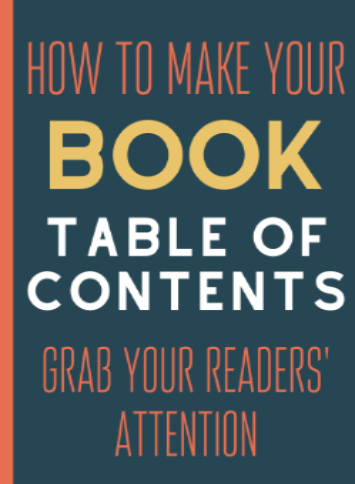 HOW TO MAKE YOUR
BOOK
TABLE OF
CONTENTS
GRAB YOUR READERS'
ATTENTION